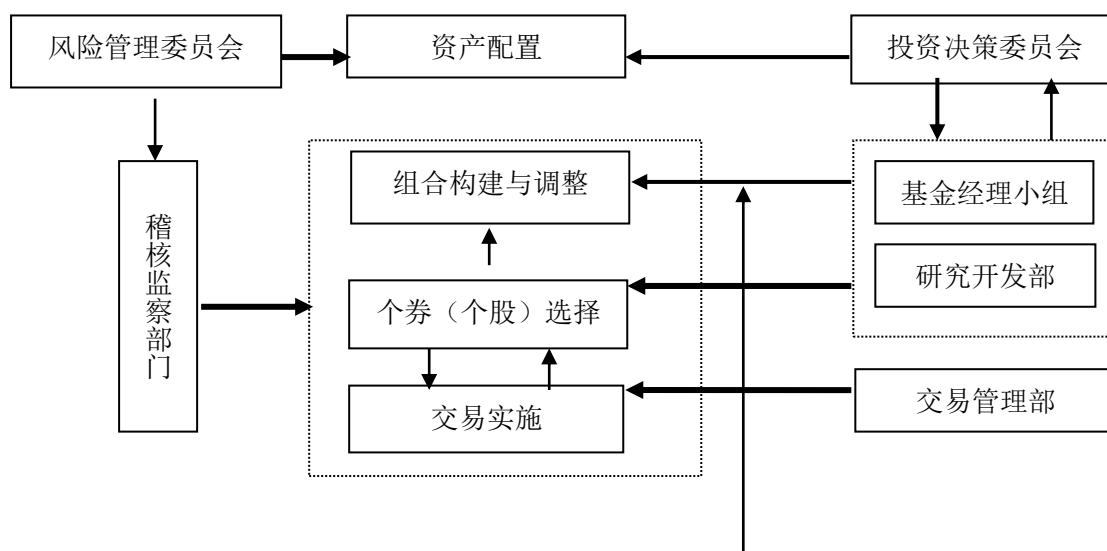 风险管理委员会
资产配置
投资决策委员会
稽核监察部门
组合构建与调整
个券（个股）选择
交易实施
基金经理小组
研究开发部
交易管理部